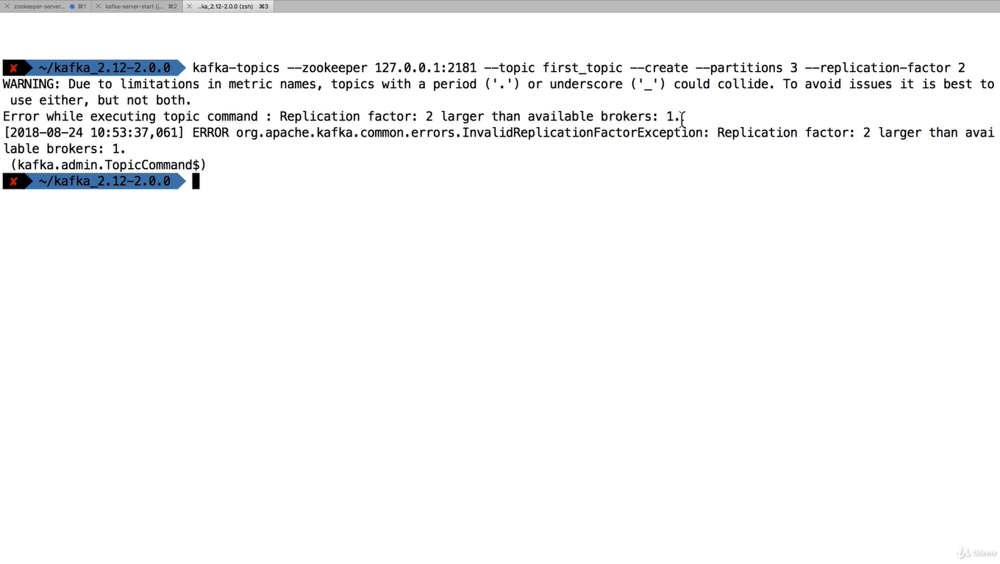 zookeeper-server... ⌘1 kafka-server-start (j... ⌘2 ..ka_2.12-2.0.0 (zsh) ⌘3
✘ ~/kafka_2.12-2.0.0 kafka-topics --zookeeper 127.0.0.1:2181 --topic first_topic --create --partitions 3 --replication-factor 2
WARNING: Due to limitations in metric names, topics with a period ('.') or underscore ('_') could collide. To avoid issues it is best to
use either, but not both.
Error while executing topic command : Replication factor: 2 larger than available brokers: 1.
[2018-08-24 10:53:37,061] ERROR org.apache.kafka.common.errors.InvalidReplicationFactorException: Replication factor: 2 larger than avai
lable brokers: 1.
(kafka.admin.TopicCommand$)
✘ ~/kafka_2.12-2.0.0
Udemy